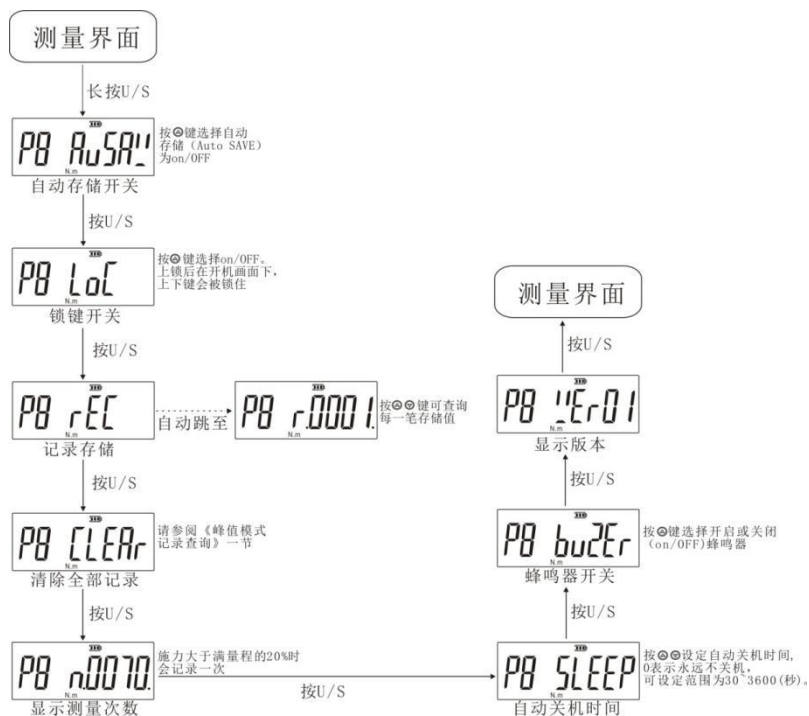 测量界面
长按U/S
P8 AuSAV
N.m
按键选择自动
存储（Auto SAVE）
为on/OFF
自动存储开关
按U/S
P8 LoC
N.m
按键选择on/OFF。
上锁后在开机画面下，
上下键会被锁住
锁键开关
按U/S
P8 rEC
N.m
记录存储
自动跳至
P8 r.0001.
N.m
按键可查询
每一笔存储值
按U/S
P8 CLEAr
N.m
请参阅《峰值模式
记录查询》一节
清除全部记录
按U/S
P8 n.0070.
N.m
施力大于满量程的20%时
会记录一次
显示测量次数
按U/S
P8 SLEEP
N.m
按设定自动关机时间,
0表示永远不关机，
可设定范围为30~3600(秒)。
自动关机时间
按U/S
P8 buZEr
N.m
按键选择开启或关闭
（on/OFF)蜂鸣器
蜂鸣器开关
按U/S
P8 VEr01
N.m
显示版本
按U/S
测量界面